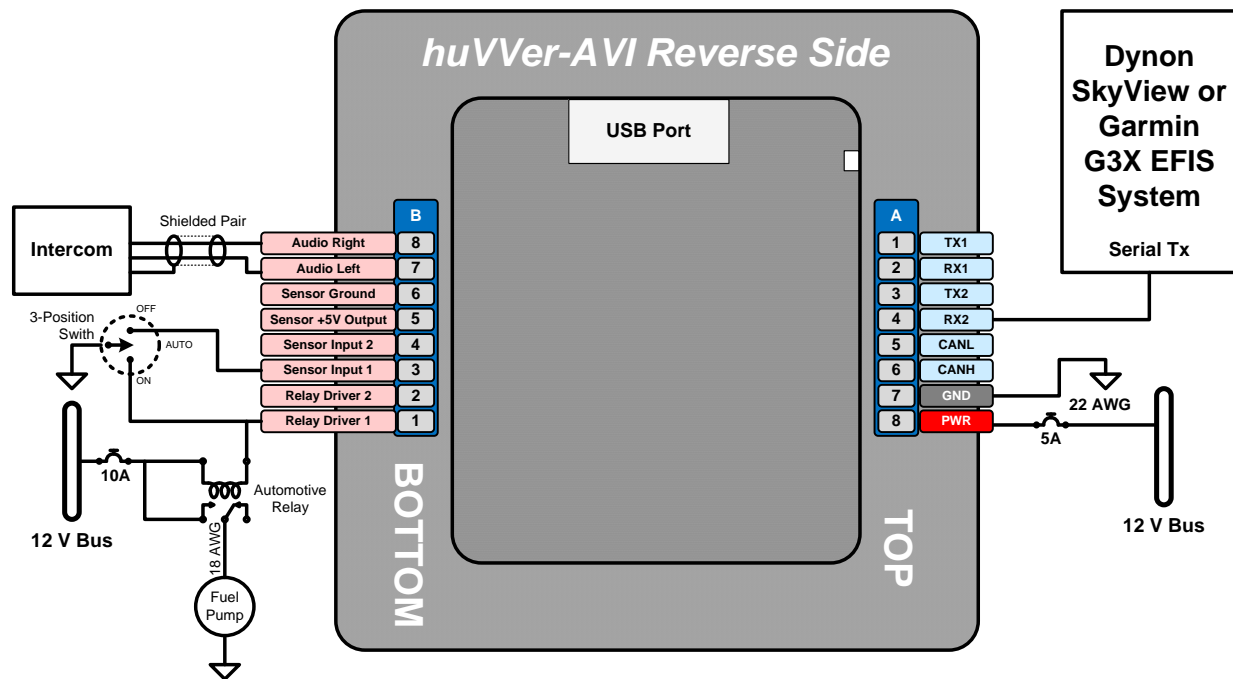 huVVer-AVI Reverse Side
USB Port
Dynon
SkyView or
Garmin
G3X EFIS
System
Serial Tx
Intercom
Shielded Pair
B
Audio Right 8
Audio Left 7
Sensor Ground 6
Sensor +5V Output 5
Sensor Input 2 4
Sensor Input 1 3
Relay Driver 2 2
Relay Driver 1 1
A
1 TX1
2 RX1
3 TX2
4 RX2
5 CANL
6 CANH
7 GND
8 PWR
3-Position
Swith
OFF
AUTO
ON
22 AWG
5A
12 V Bus
10A
12 V Bus
Automotive
Relay
18 AWG
Fuel
Pump
BOTTOM
TOP